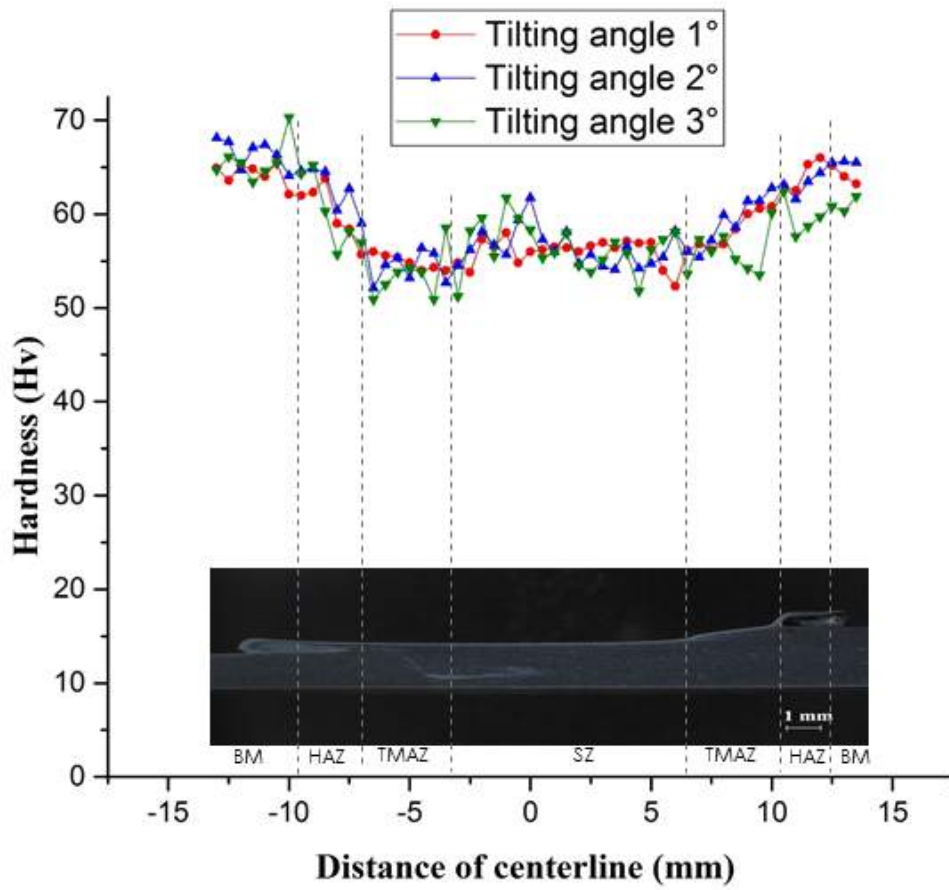 Tilting angle 1°
Tilting angle 2°
Tilting angle 3°
70
60
50
40
30
20
10
0
Hardness (Hv)
1 mm
BM HAZ TMAZ SZ TMAZ HAZ BM
-15 -10 -5 0 5 10 15
Distance of centerline (mm)